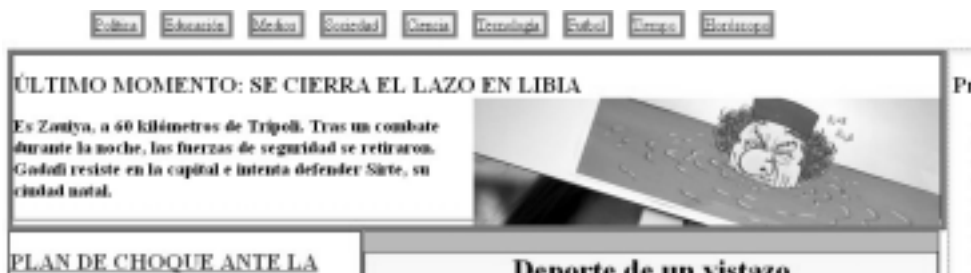 Política Educación Medios Sociedad Ciencia Tecnología Futbol Tiempo Horóscopo
ÚLTIMO MOMENTO: SE CIERRA EL LAZO EN LIBIA
Es Zauiya, a 60 kilómetros de Trípoli. Tras un combate
durante la noche, las fuerzas de seguridad se retiraron.
Gadafi resiste en la capital e intenta defender Sirte, su
ciudad natal.
PLAN DE CHOQUE ANTE LA
Deporte de un vistazo